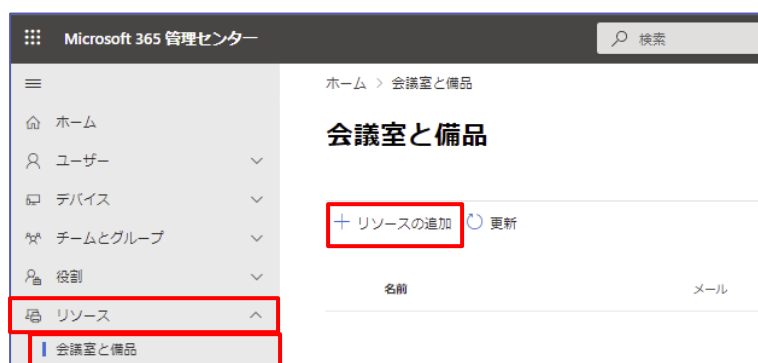 Microsoft 365 管理センター
検索
ホーム > 会議室と備品
ホーム
会議室と備品
ユーザー
デバイス
+ リソースの追加 更新
チームとグループ
役割
名前 メール
リソース
会議室と備品